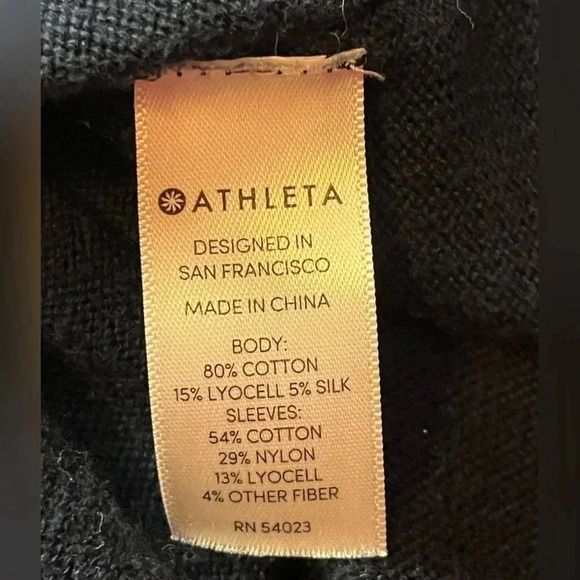 ATHLETA
DESIGNED IN
SAN FRANCISCO
MADE IN CHINA
BODY:
80% COTTON
15% LYOCELL 5% SILK
SLEEVES:
54% COTTON
29% NYLON
13% LYOCELL
4% OTHER FIBER
RN 54023